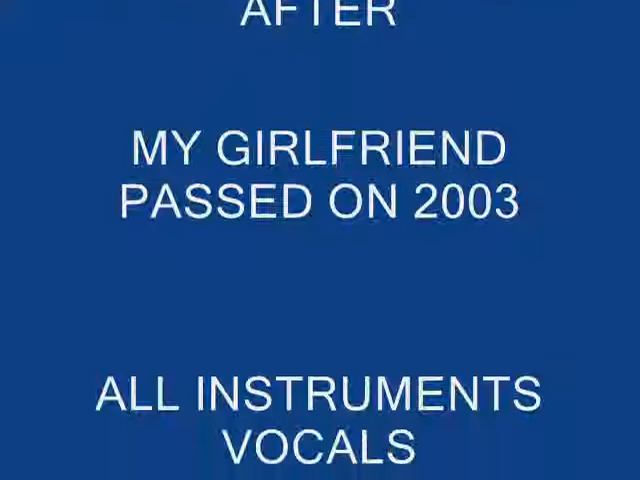 AFTER
MY GIRLFRIEND
PASSED ON 2003
ALL INSTRUMENTS
VOCALS